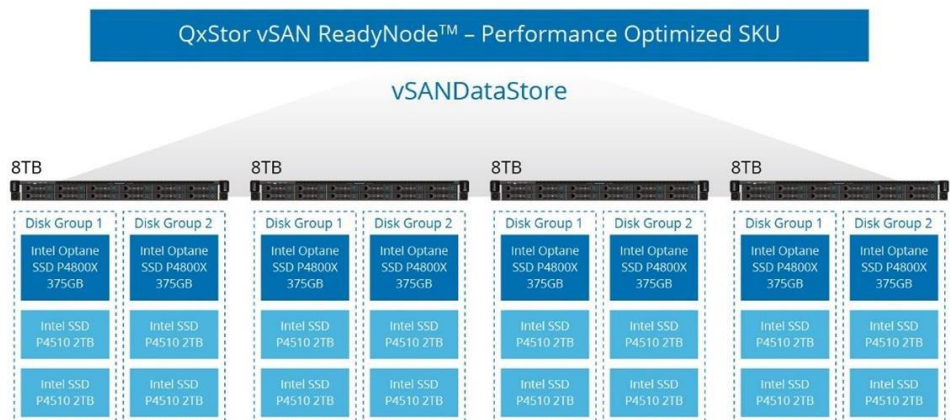 QxStor vSAN ReadyNode™ – Performance Optimized SKU
vSANDataStore
8TB
8TB
8TB
8TB
Disk Group 1
Disk Group 2
Disk Group 1
Disk Group 2
Disk Group 1
Disk Group 2
Disk Group 1
Disk Group 2
Intel Optane
SSD P4800X
375GB
Intel Optane
SSD P4800X
375GB
Intel Optane
SSD P4800X
375GB
Intel Optane
SSD P4800X
375GB
Intel Optane
SSD P4800X
375GB
Intel Optane
SSD P4800X
375GB
Intel Optane
SSD P4800X
375GB
Intel Optane
SSD P4800X
375GB
Intel SSD
P4510 2TB
Intel SSD
P4510 2TB
Intel SSD
P4510 2TB
Intel SSD
P4510 2TB
Intel SSD
P4510 2TB
Intel SSD
P4510 2TB
Intel SSD
P4510 2TB
Intel SSD
P4510 2TB
Intel SSD
P4510 2TB
Intel SSD
P4510 2TB
Intel SSD
P4510 2TB
Intel SSD
P4510 2TB
Intel SSD
P4510 2TB
Intel SSD
P4510 2TB
Intel SSD
P4510 2TB
Intel SSD
P4510 2TB